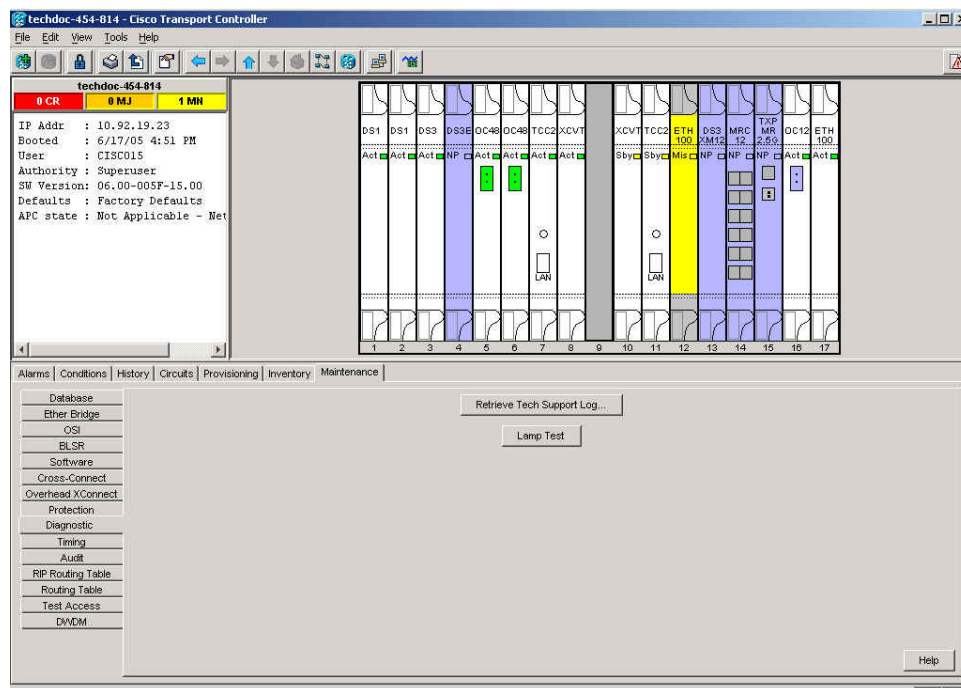 techdoc-454-814 - Cisco Transport Controller
File Edit View Tools Help
techdoc-454-814
0 CR 0 MJ 1 MN
IP Addr : 10.92.19.23
Booted : 6/17/05 4:51 PM
User : CISCO15
Authority : Superuser
SW Version: 06.00-005F-15.00
Defaults : Factory Defaults
APC state : Not Applicable - Net
DS1 DS1 DS3 DS3E OC48 OC48 TCC2 XCVT XCVT TCC2 ETH 100 DS3 XM12 MRC 12 TXP MR 2.5G OC12 ETH 100
Act Act Act NP Act Act Act Act Sby Sby Mis NP NP NP Act Act
LAN LAN
1 2 3 4 5 6 7 8 9 10 11 12 13 14 15 16 17
Alarms Conditions History Circuits Provisioning Inventory Maintenance
Database
Ether Bridge
OSI
BLSR
Software
Cross-Connect
Overhead XConnect
Protection
Diagnostic
Timing
Audit
RIP Routing Table
Routing Table
Test Access
DWDM
Retrieve Tech Support Log...
Lamp Test
Help